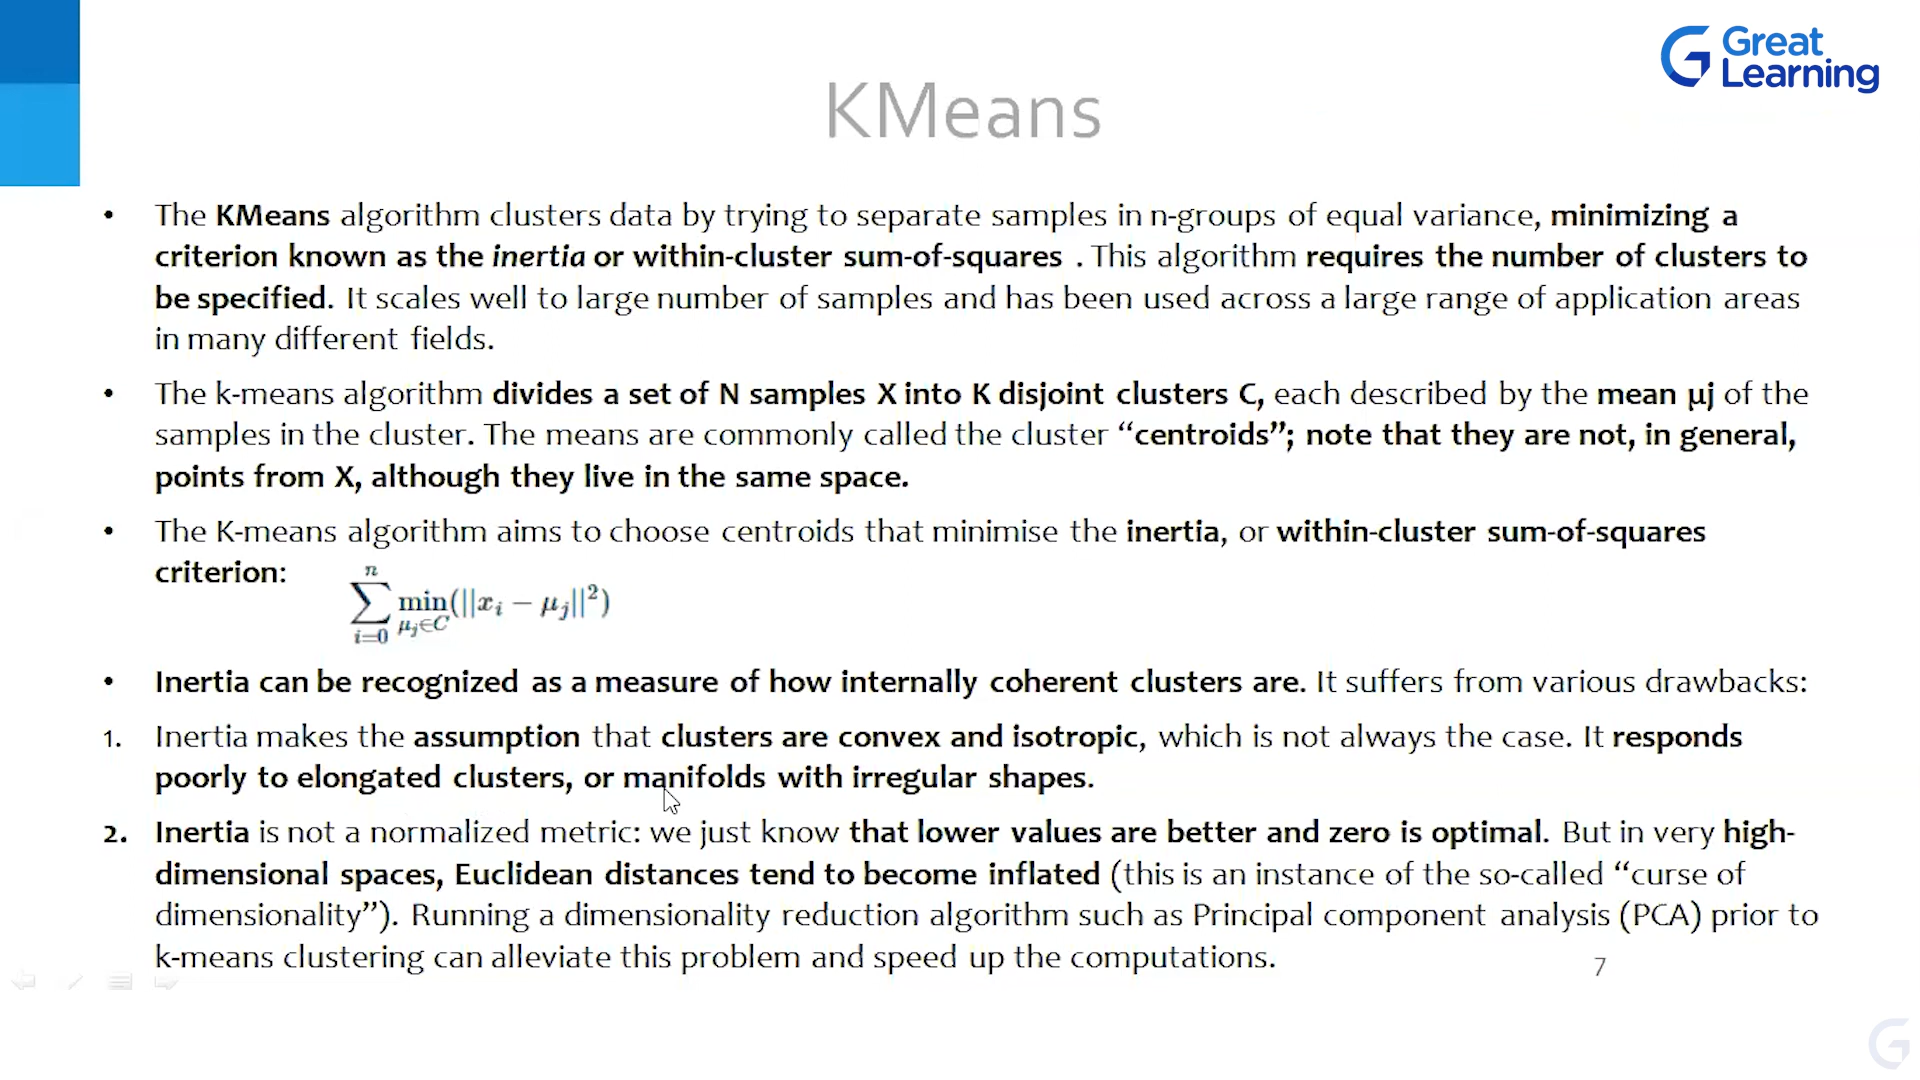 Great
Learning
KMeans
• The KMeans algorithm clusters data by trying to separate samples in n-groups of equal variance, minimizing a
criterion known as the inertia or within-cluster sum-of-squares . This algorithm requires the number of clusters to
be specified. It scales well to large number of samples and has been used across a large range of application areas
in many different fields.
• The k-means algorithm divides a set of N samples X into K disjoint clusters C, each described by the mean µj of the
samples in the cluster. The means are commonly called the cluster “centroids”; note that they are not, in general,
points from X, although they live in the same space.
• The K-means algorithm aims to choose centroids that minimise the inertia, or within-cluster sum-of-squares
criterion:
∑_{i=0}^{n} min_{μ_j∈C}(||x_i − μ_j||²)
• Inertia can be recognized as a measure of how internally coherent clusters are. It suffers from various drawbacks:
1. Inertia makes the assumption that clusters are convex and isotropic, which is not always the case. It responds
poorly to elongated clusters, or manifolds with irregular shapes.
2. Inertia is not a normalized metric: we just know that lower values are better and zero is optimal. But in very high-
dimensional spaces, Euclidean distances tend to become inflated (this is an instance of the so-called “curse of
dimensionality”). Running a dimensionality reduction algorithm such as Principal component analysis (PCA) prior to
k-means clustering can alleviate this problem and speed up the computations.
7